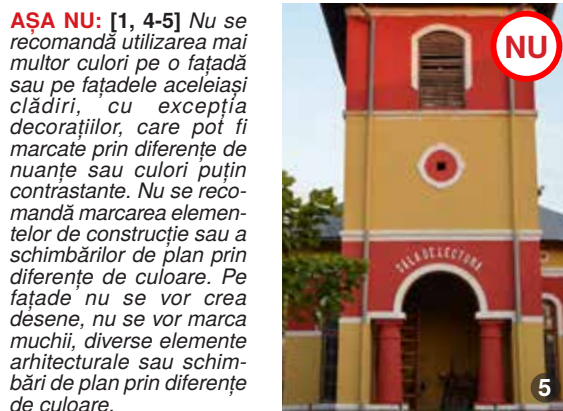 AȘA NU: [1, 4-5] Nu se
recomandă utilizarea mai
multor culori pe o fațadă
sau pe fațadele aceleiași
clădiri, cu excepția
decorațiilor, care pot fi
marcate prin diferențe de
nuanțe sau culori puțin
contrastante. Nu se reco-
mandă marcarea elemen-
telor de construcție sau a
schimbărilor de plan prin
diferențe de culoare. Pe
fațade nu se vor crea
desene, nu se vor marca
muchii, diverse elemente
arhitecturale sau schim-
bări de plan prin diferențe
de culoare.
NU
SALA DE LECTURA
5